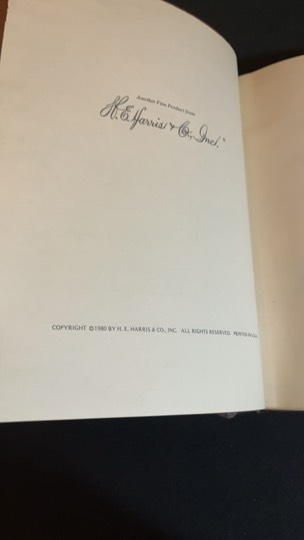 Another Fine Product from
H. E. Harris & Co., Inc.®
COPYRIGHT ©1980 BY H. E. HARRIS & CO., INC. ALL RIGHTS RESERVED. PRINTED IN U.S.A.